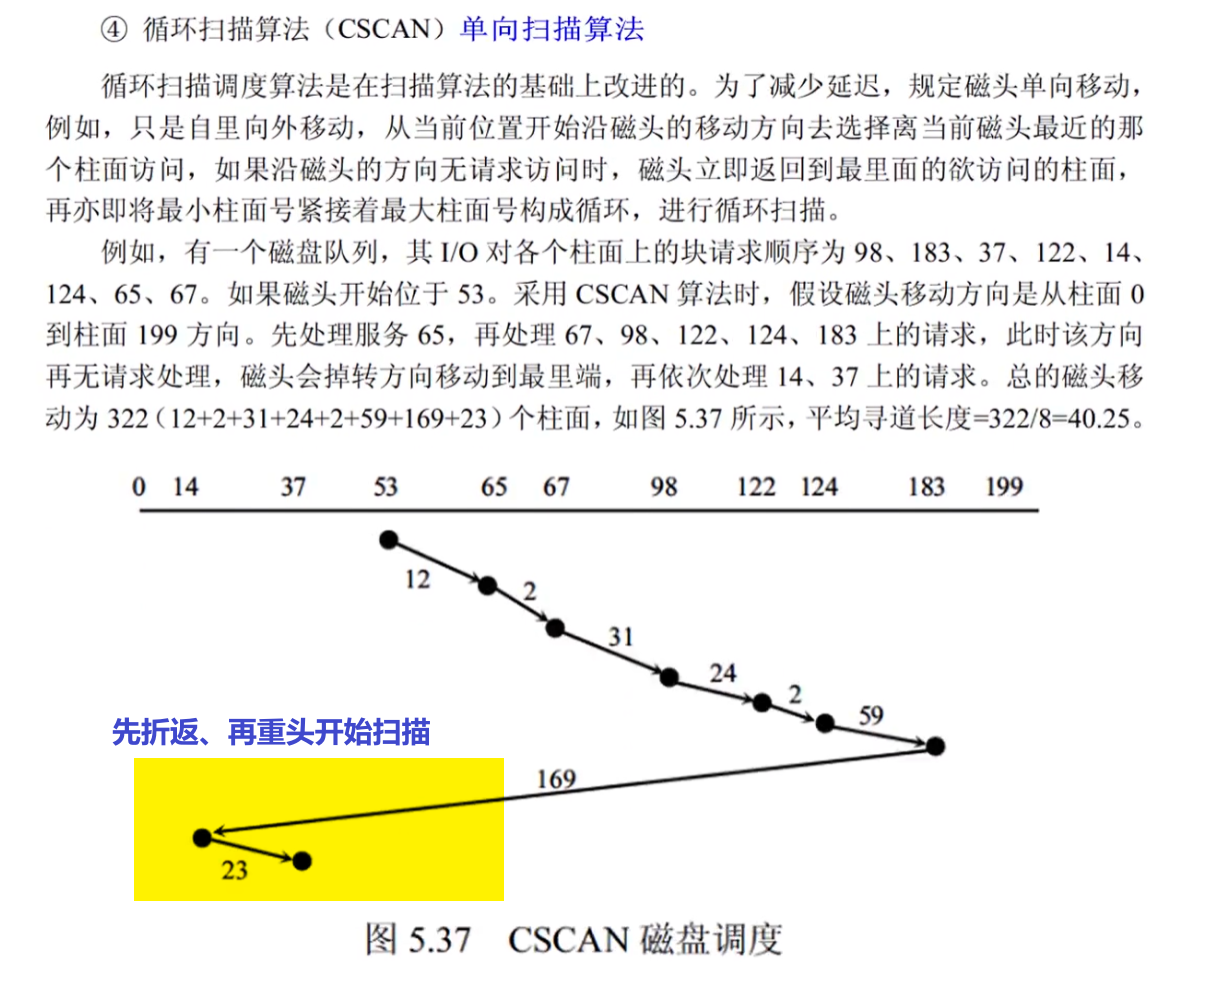 ④ 循环扫描算法（CSCAN）单向扫描算法
循环扫描调度算法是在扫描算法的基础上改进的。为了减少延迟，规定磁头单向移动，
例如，只是自里向外移动，从当前位置开始沿磁头的移动方向去选择离当前磁头最近的那
个柱面访问，如果沿磁头的方向无请求访问时，磁头立即返回到最里面的欲访问的柱面，
再亦即将最小柱面号紧接着最大柱面号构成循环，进行循环扫描。
例如，有一个磁盘队列，其 I/O 对各个柱面上的块请求顺序为 98、183、37、122、14、
124、65、67。如果磁头开始位于 53。采用 CSCAN 算法时，假设磁头移动方向是从柱面 0
到柱面 199 方向。先处理服务 65，再处理 67、98、122、124、183 上的请求，此时该方向
再无请求处理，磁头会掉转方向移动到最里端，再依次处理 14、37 上的请求。总的磁头移
动为 322（12+2+31+24+2+59+169+23）个柱面，如图 5.37 所示，平均寻道长度=322/8=40.25。
0 14 37 53 65 67 98 122 124 183 199
12
2
31
24
2
59
先折返、再重头开始扫描
169
23
图 5.37 CSCAN 磁盘调度